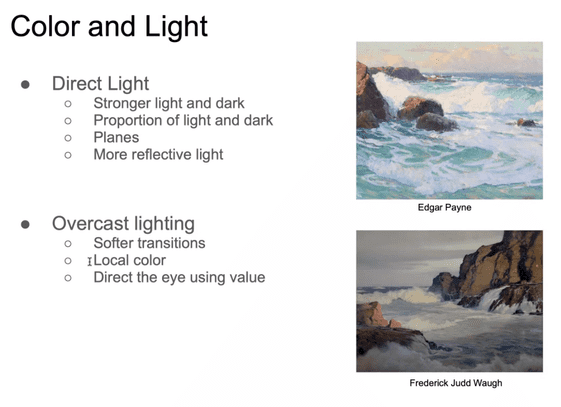 Color and Light
● Direct Light
○ Stronger light and dark
○ Proportion of light and dark
○ Planes
○ More reflective light
● Overcast lighting
○ Softer transitions
○ Local color
○ Direct the eye using value
Edgar Payne
Frederick Judd Waugh